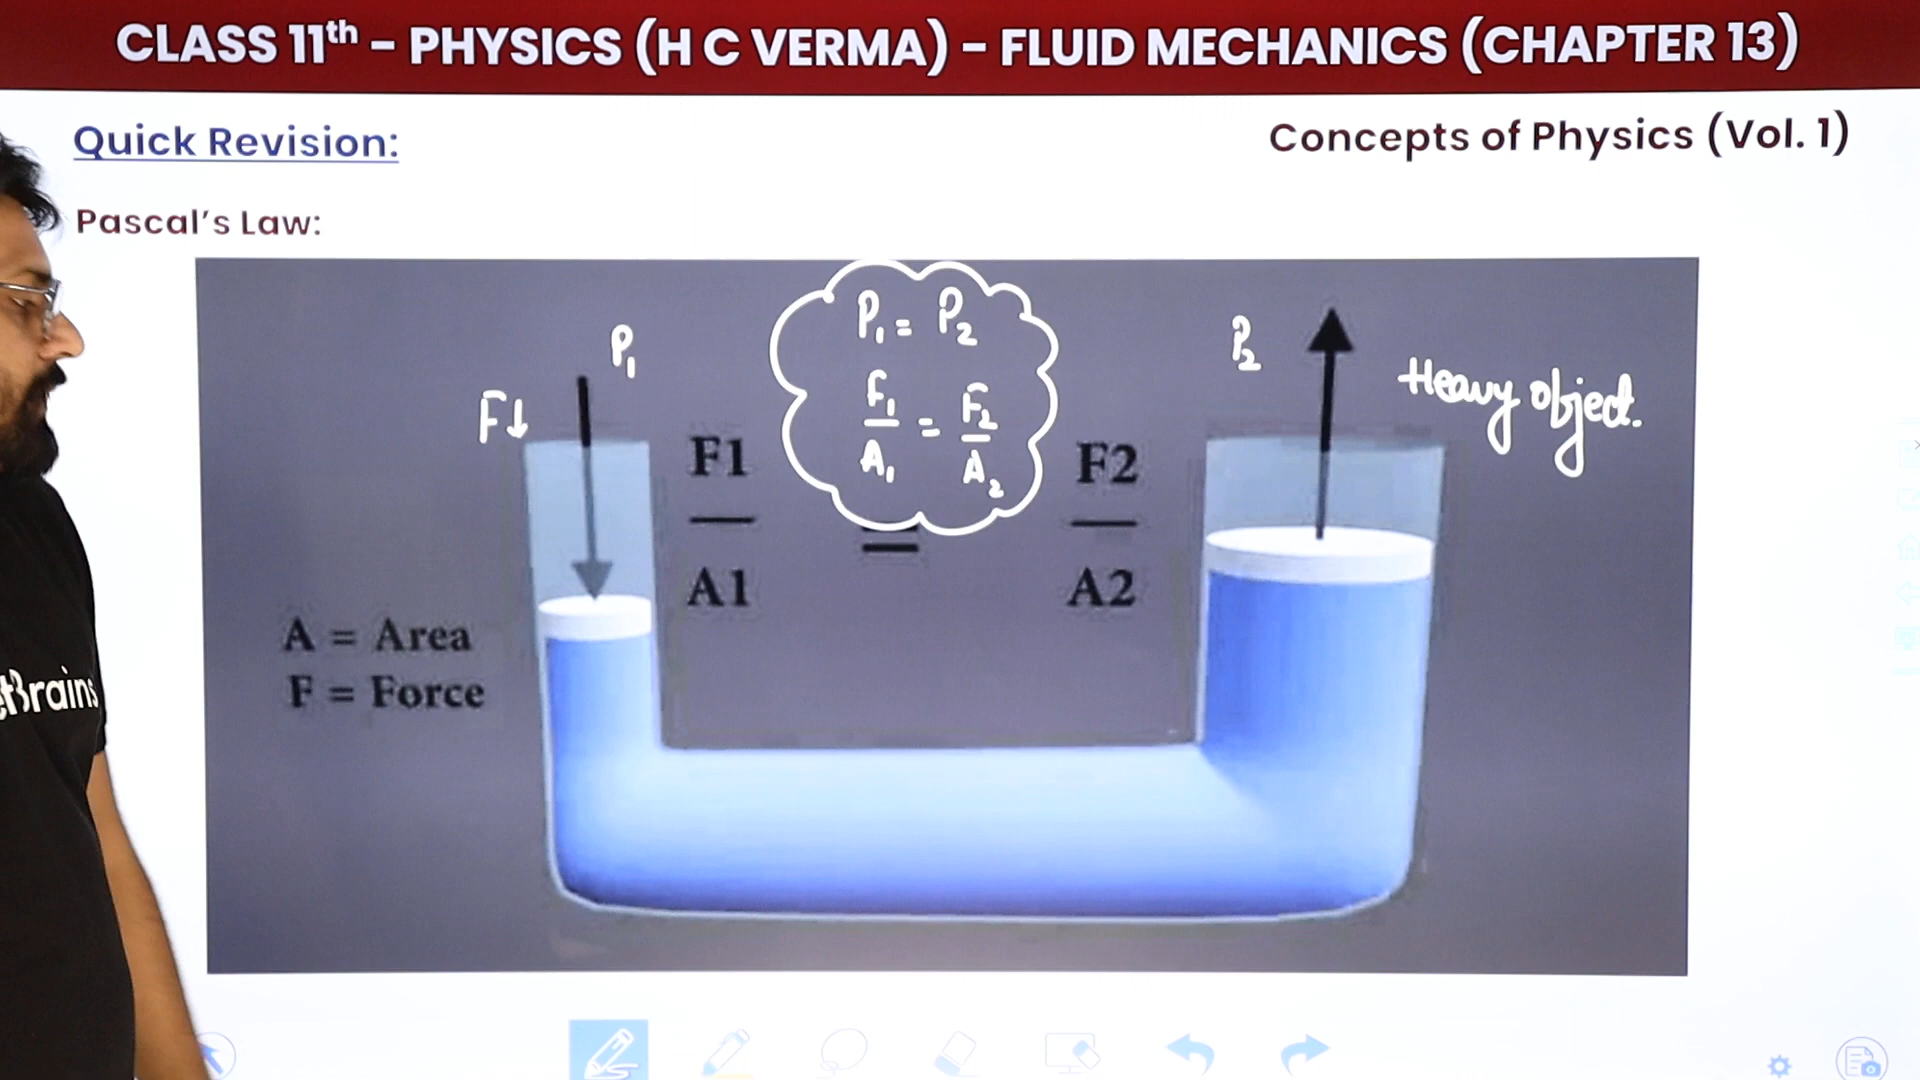 CLASS 11th - PHYSICS (H C VERMA) - FLUID MECHANICS (CHAPTER 13)
Quick Revision:
Concepts of Physics (Vol. 1)
Pascal's Law:
P1 = P2
F1/A1 = F2/A2
P1
F↓
P2
Heavy object.
F1
A1
=
F2
A2
A = Area
F = Force
etBrains